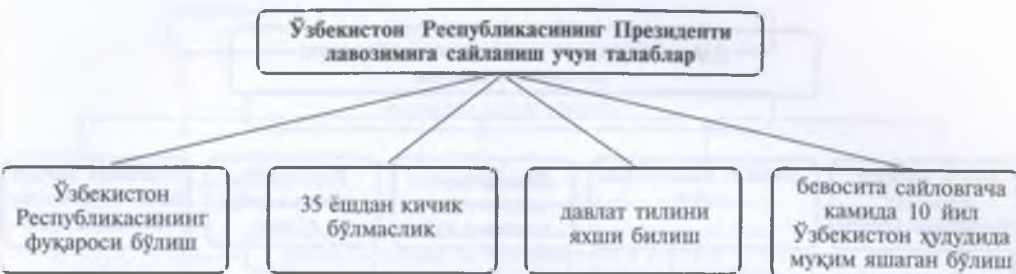 Ўзбекистон Республикасининг Президенти
лавозимига сайланиш учун талаблар
Ўзбекистон
Республикасининг
фуқароси бўлиш
35 ёшдан кичик
бўлмаслик
давлат тилини
яхши билиш
бевосита сайловгача
камида 10 йил
Ўзбекистон ҳудудида
муқим яшаган бўлиш